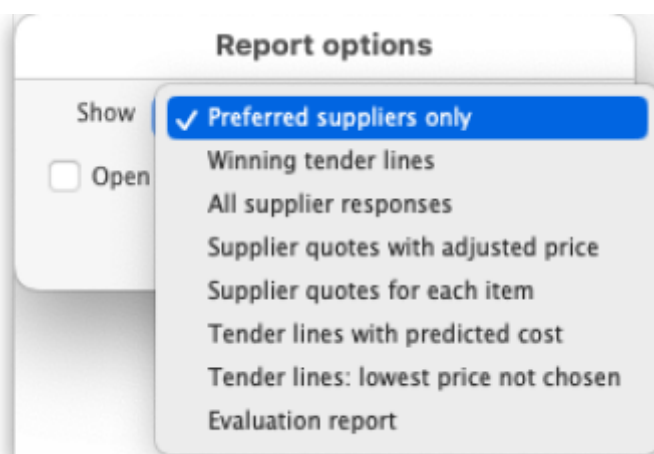 Report options
Show
✓ Preferred suppliers only
Winning tender lines
Open
All supplier responses
Supplier quotes with adjusted price
Supplier quotes for each item
Tender lines with predicted cost
Tender lines: lowest price not chosen
Evaluation report